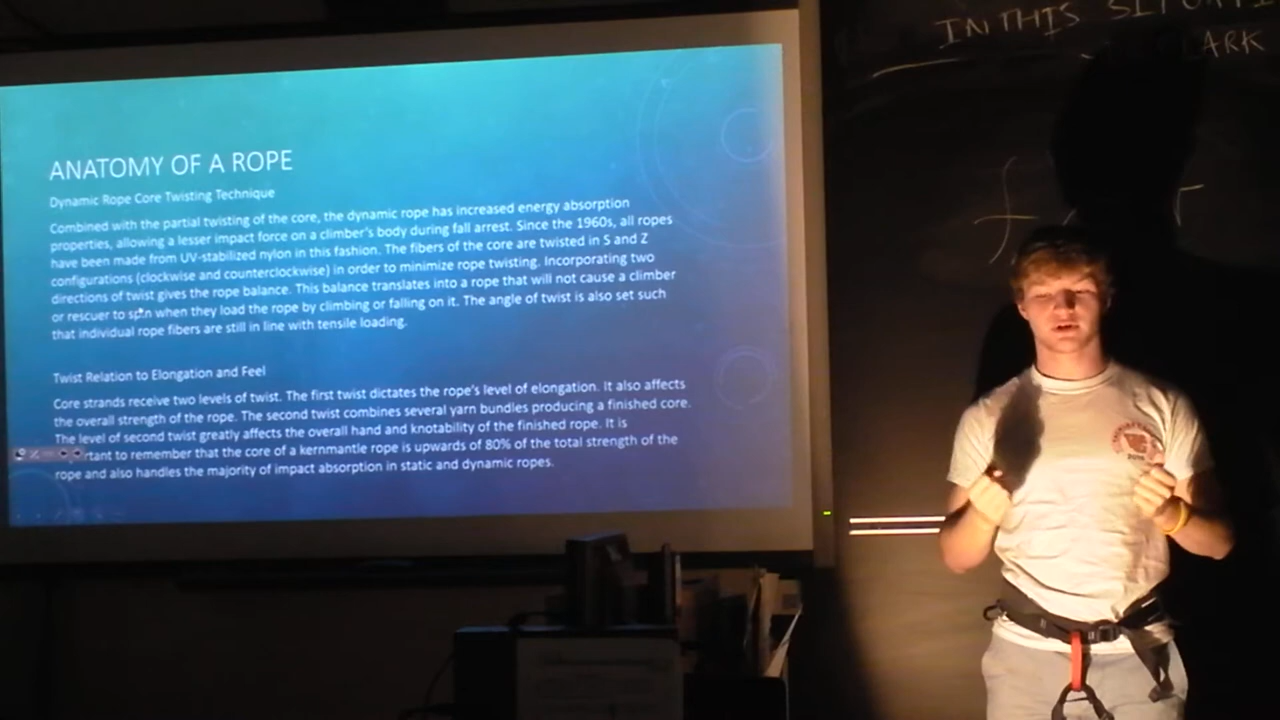 IN THIS
ARK
ANATOMY OF A ROPE
Dynamic Rope Core Twisting Technique
Combined with the partial twisting of the core, the dynamic rope has increased energy absorption
properties, allowing a lesser impact force on a climber's body during fall arrest. Since the 1960s, all ropes
have been made from UV-stabilized nylon in this fashion. The fibers of the core are twisted in S and Z
configurations (clockwise and counterclockwise) in order to minimize rope twisting. Incorporating two
directions of twist gives the rope balance. This balance translates into a rope that will not cause a climber
or rescuer to spin when they load the rope by climbing or falling on it. The angle of twist is also set such
that individual rope fibers are still in line with tensile loading.
Twist Relation to Elongation and Feel
Core strands receive two levels of twist. The first twist dictates the rope's level of elongation. It also affects
the overall strength of the rope. The second twist combines several yarn bundles producing a finished core.
The level of second twist greatly affects the overall hand and knotability of the finished rope. It is
rtant to remember that the core of a kernmantle rope is upwards of 80% of the total strength of the
rope and also handles the majority of impact absorption in static and dynamic ropes.